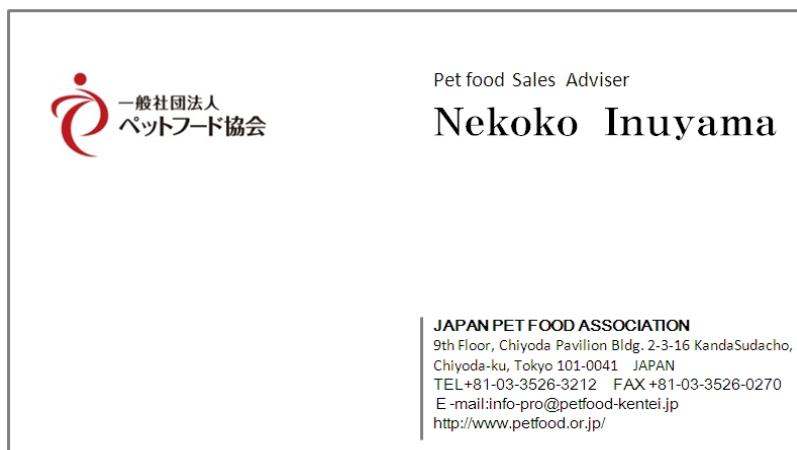 一般社団法人
ペットフード協会
Pet food Sales Adviser
Nekoko Inuyama
JAPAN PET FOOD ASSOCIATION
9th Floor, Chiyoda Pavilion Bldg. 2-3-16 KandaSudacho,
Chiyoda-ku, Tokyo 101-0041 JAPAN
TEL+81-03-3526-3212 FAX +81-03-3526-0270
E-mail:info-pro@petfood-kentei.jp
http://www.petfood.or.jp/